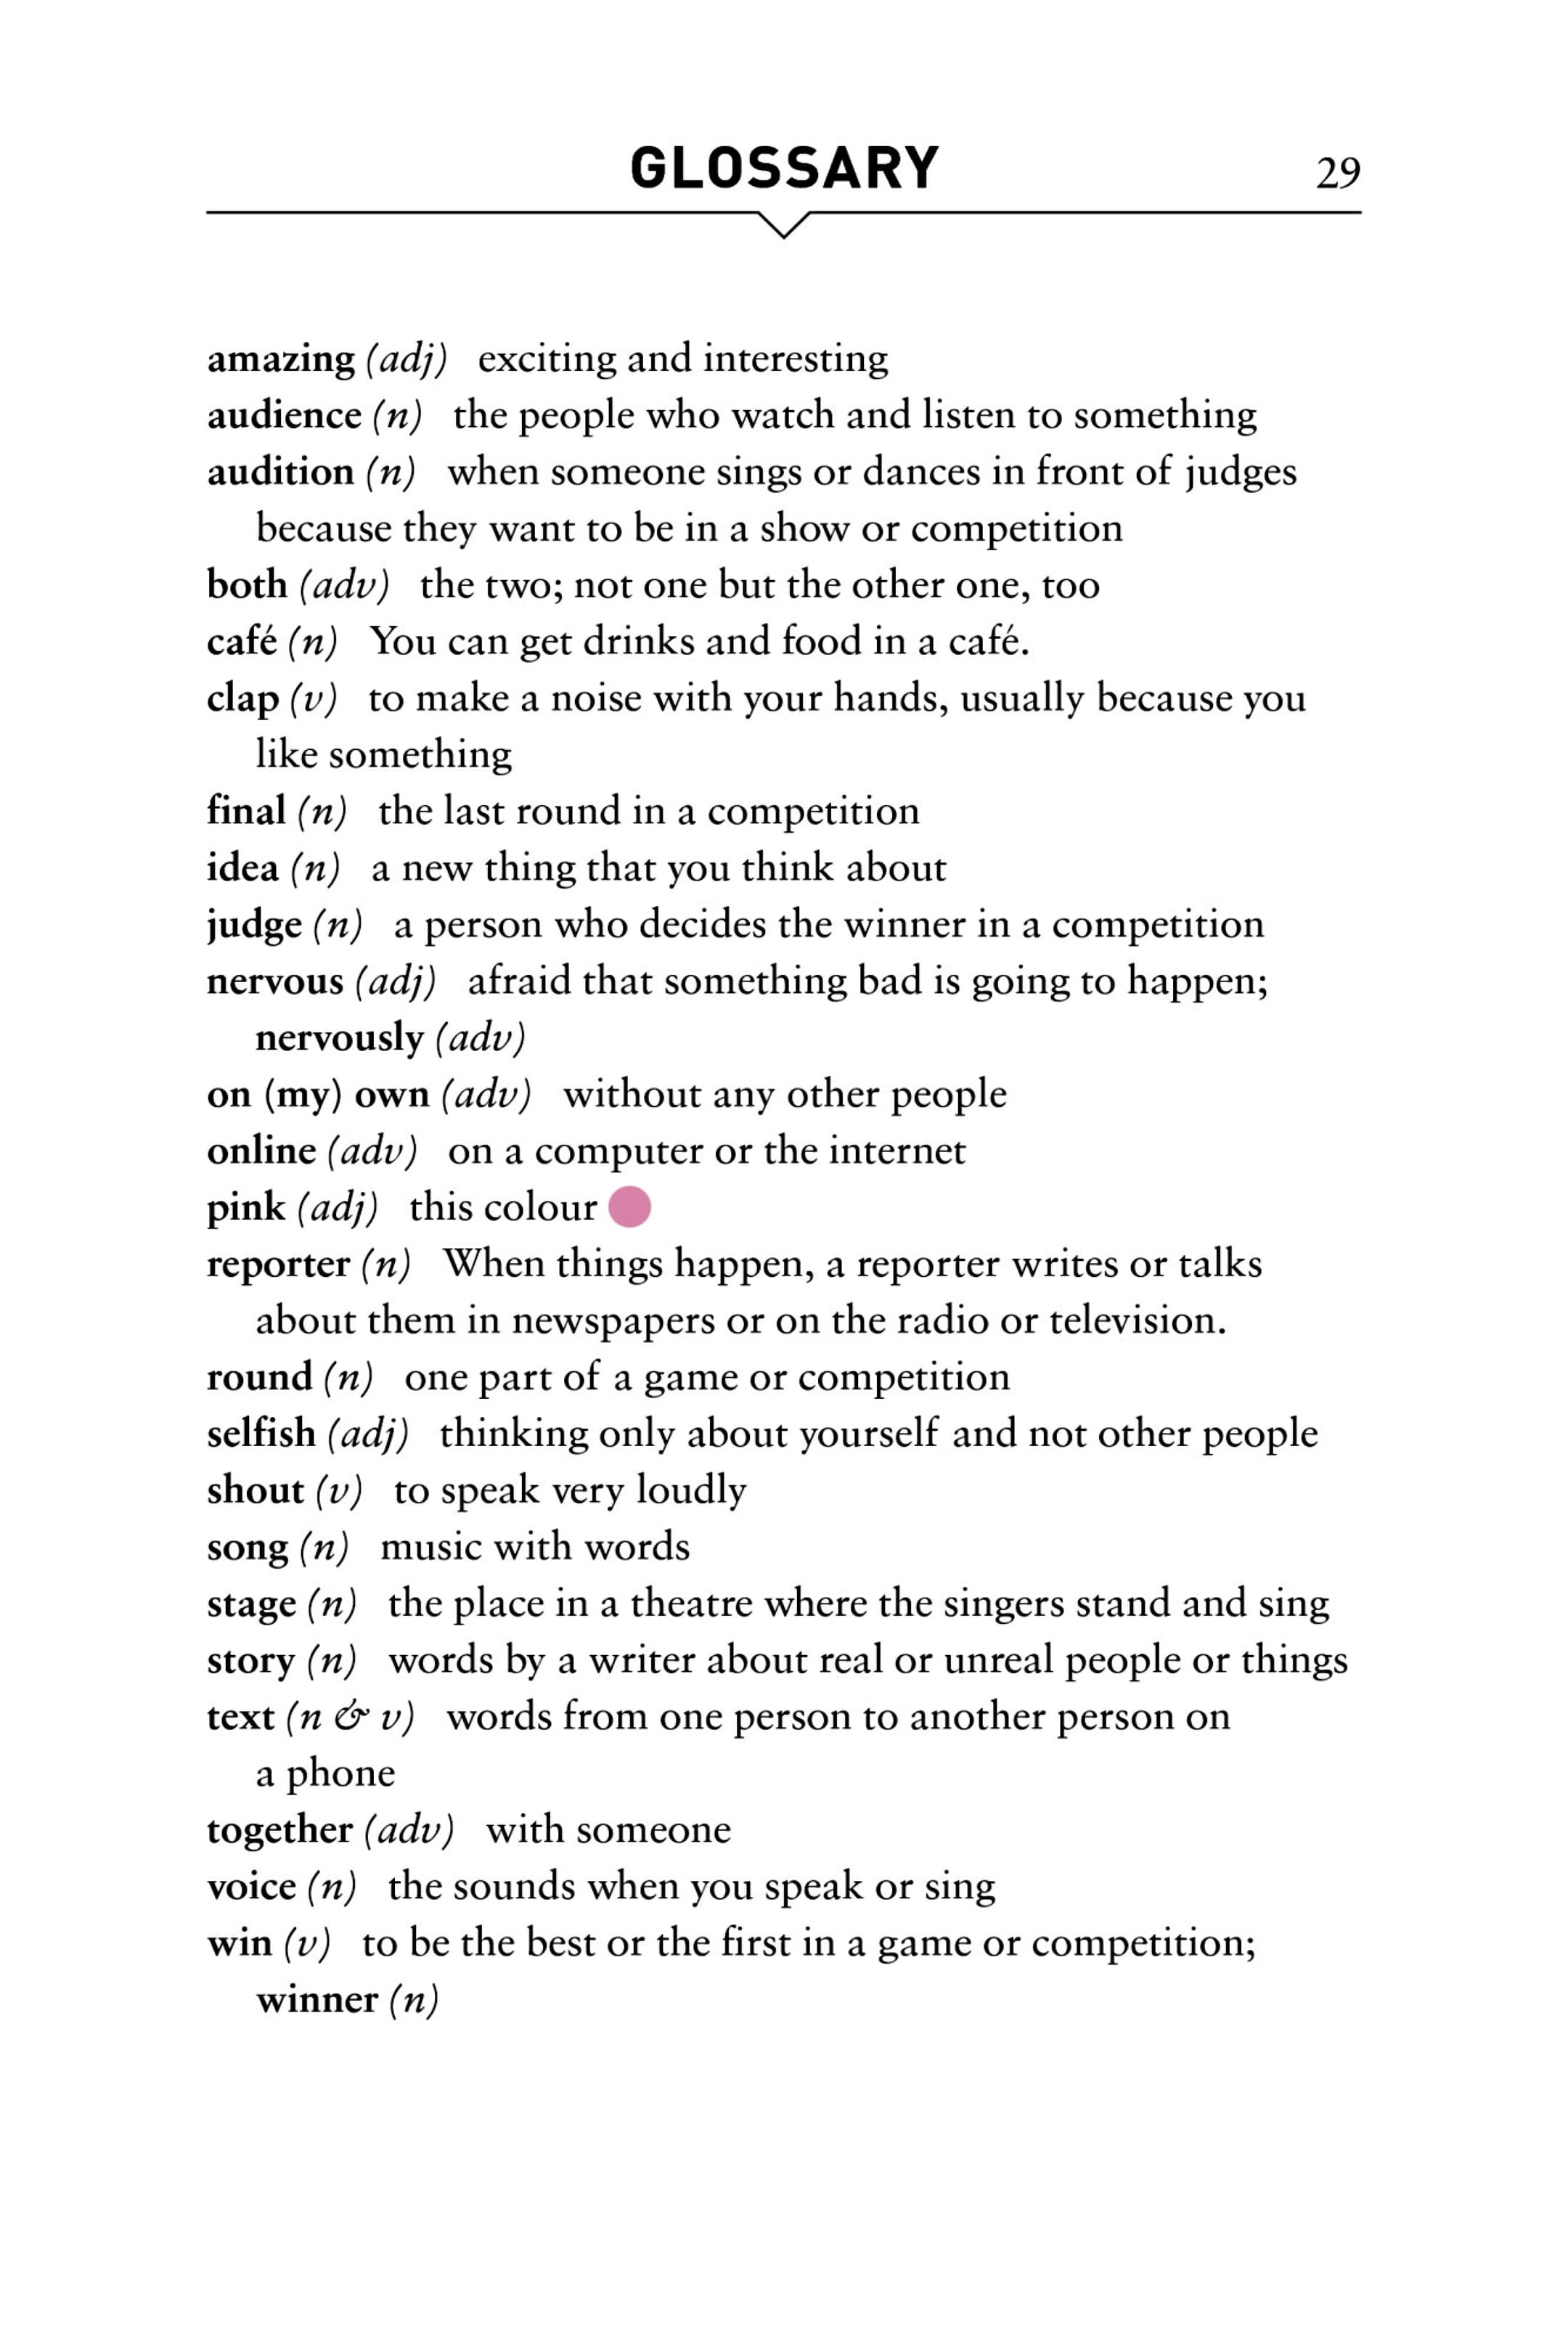 GLOSSARY
29
amazing (adj) exciting and interesting
audience (n) the people who watch and listen to something
audition (n) when someone sings or dances in front of judges
because they want to be in a show or competition
both (adv) the two; not one but the other one, too
café (n) You can get drinks and food in a café.
clap (v) to make a noise with your hands, usually because you
like something
final (n) the last round in a competition
idea (n) a new thing that you think about
judge (n) a person who decides the winner in a competition
nervous (adj) afraid that something bad is going to happen;
nervously (adv)
on (my) own (adv) without any other people
online (adv) on a computer or the internet
pink (adj) this colour
reporter (n) When things happen, a reporter writes or talks
about them in newspapers or on the radio or television.
round (n) one part of a game or competition
selfish (adj) thinking only about yourself and not other people
shout (v) to speak very loudly
song (n) music with words
stage (n) the place in a theatre where the singers stand and sing
story (n) words by a writer about real or unreal people or things
text (n & v) words from one person to another person on
a phone
together (adv) with someone
voice (n) the sounds when you speak or sing
win (v) to be the best or the first in a game or competition;
winner (n)